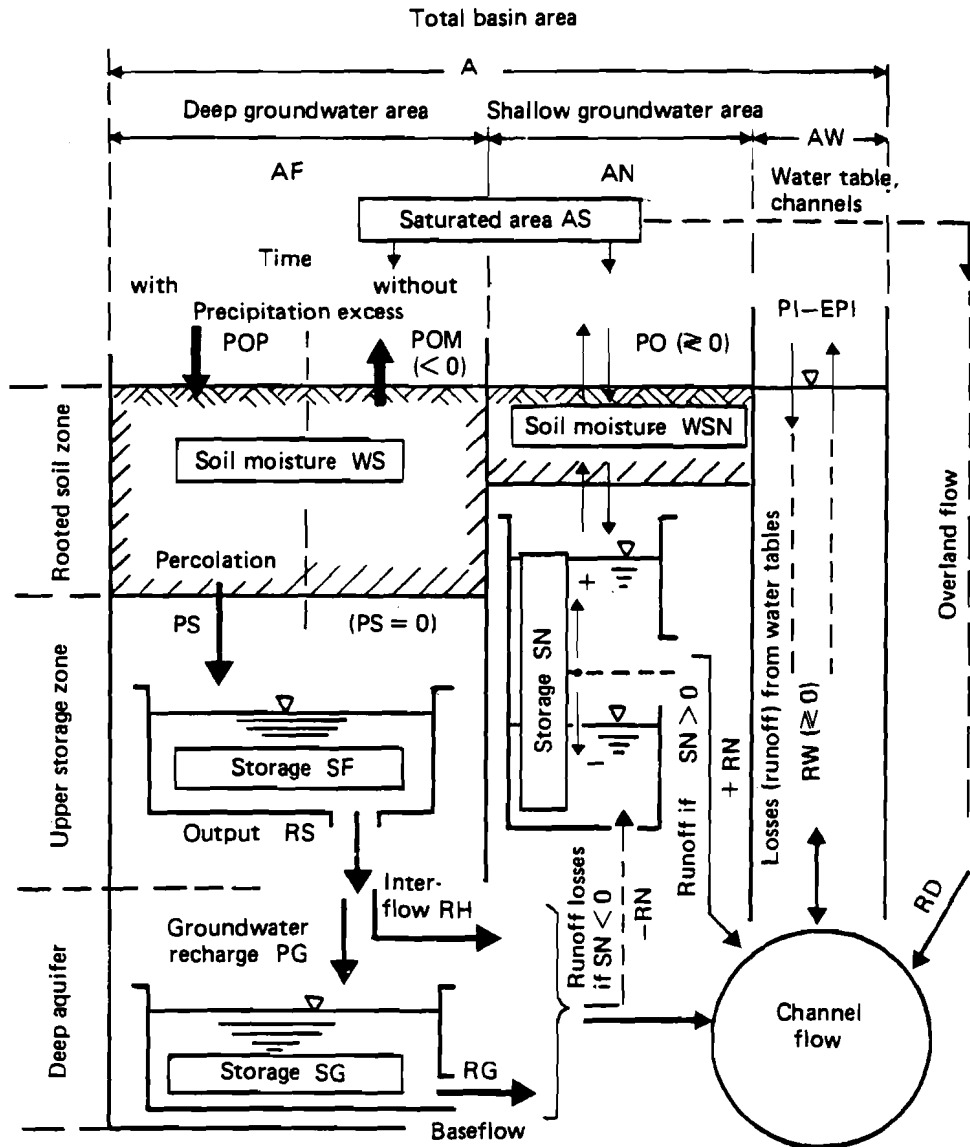 Total basin area
A
Deep groundwater area
Shallow groundwater area
AW
AF
AN
Water table,
channels
Saturated area AS
Time
with
without
Precipitation excess
POP
POM
(< 0)
PO (≷ 0)
PI–EPI
Rooted soil zone
Soil moisture WS
Soil moisture WSN
Percolation
PS
(PS = 0)
Upper storage zone
Storage SF
Output RS
Storage SN
+
–
Runoff if SN > 0
+ RN
Losses (runoff) from water tables
RW (≷ 0)
Overland flow
RD
Inter-
flow RH
Groundwater
recharge PG
Runoff losses
if SN < 0
–RN
Deep aquifer
Storage SG
RG
Baseflow
Channel
flow